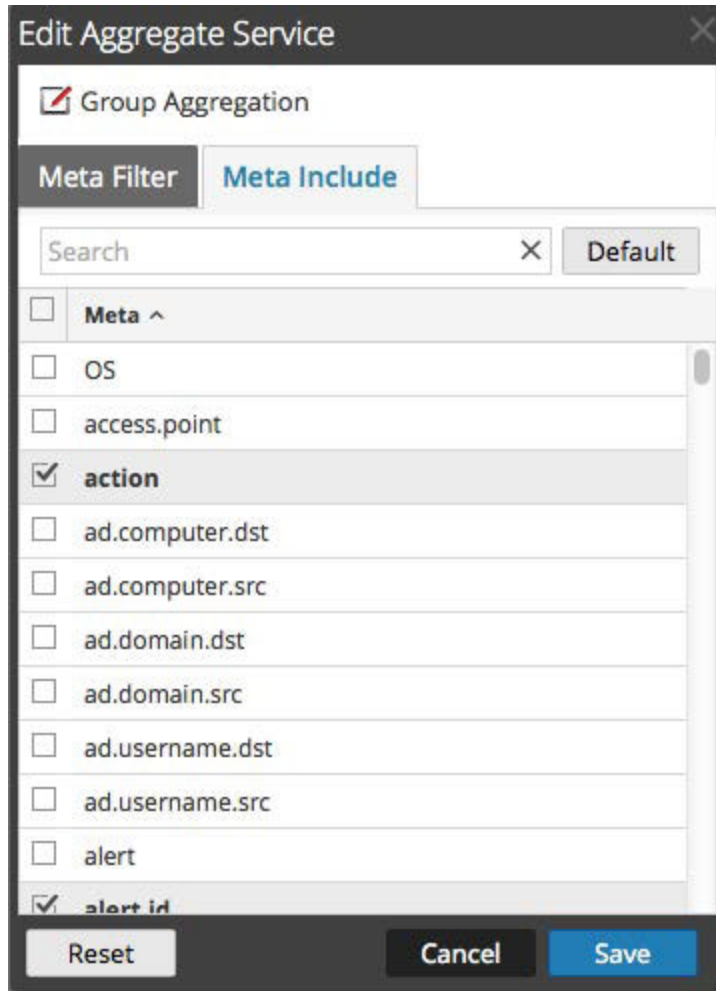 Edit Aggregate Service
Group Aggregation
Meta Filter Meta Include
Search Default
Meta
OS
access.point
action
ad.computer.dst
ad.computer.src
ad.domain.dst
ad.domain.src
ad.username.dst
ad.username.src
alert
alert.id
Reset Cancel Save